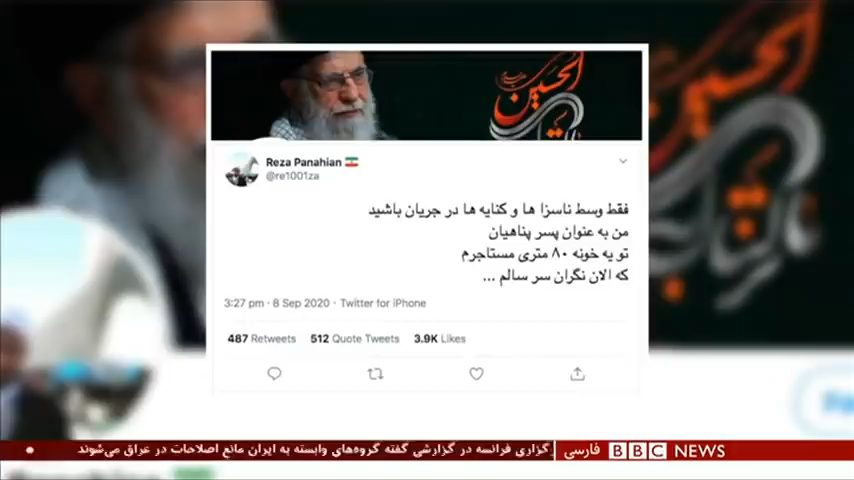 الحسین
Reza Panahian 🇮🇷
@re1001za
فقط وسط ناسزا ها و کنایه ها در جریان باشید
من به عنوان پسر پناهیان
تو یه خونه ۸۰ متری مستاجرم
که الان نگران سر سالم ...
3:27 pm · 8 Sep 2020 · Twitter for iPhone
487 Retweets 512 Quote Tweets 3.9K Likes
گزاری فرانسه در گزارشی گفته گروه‌های وابسته به ایران مانع اصلاحات در عراق می‌شوند
فارسی BBC NEWS